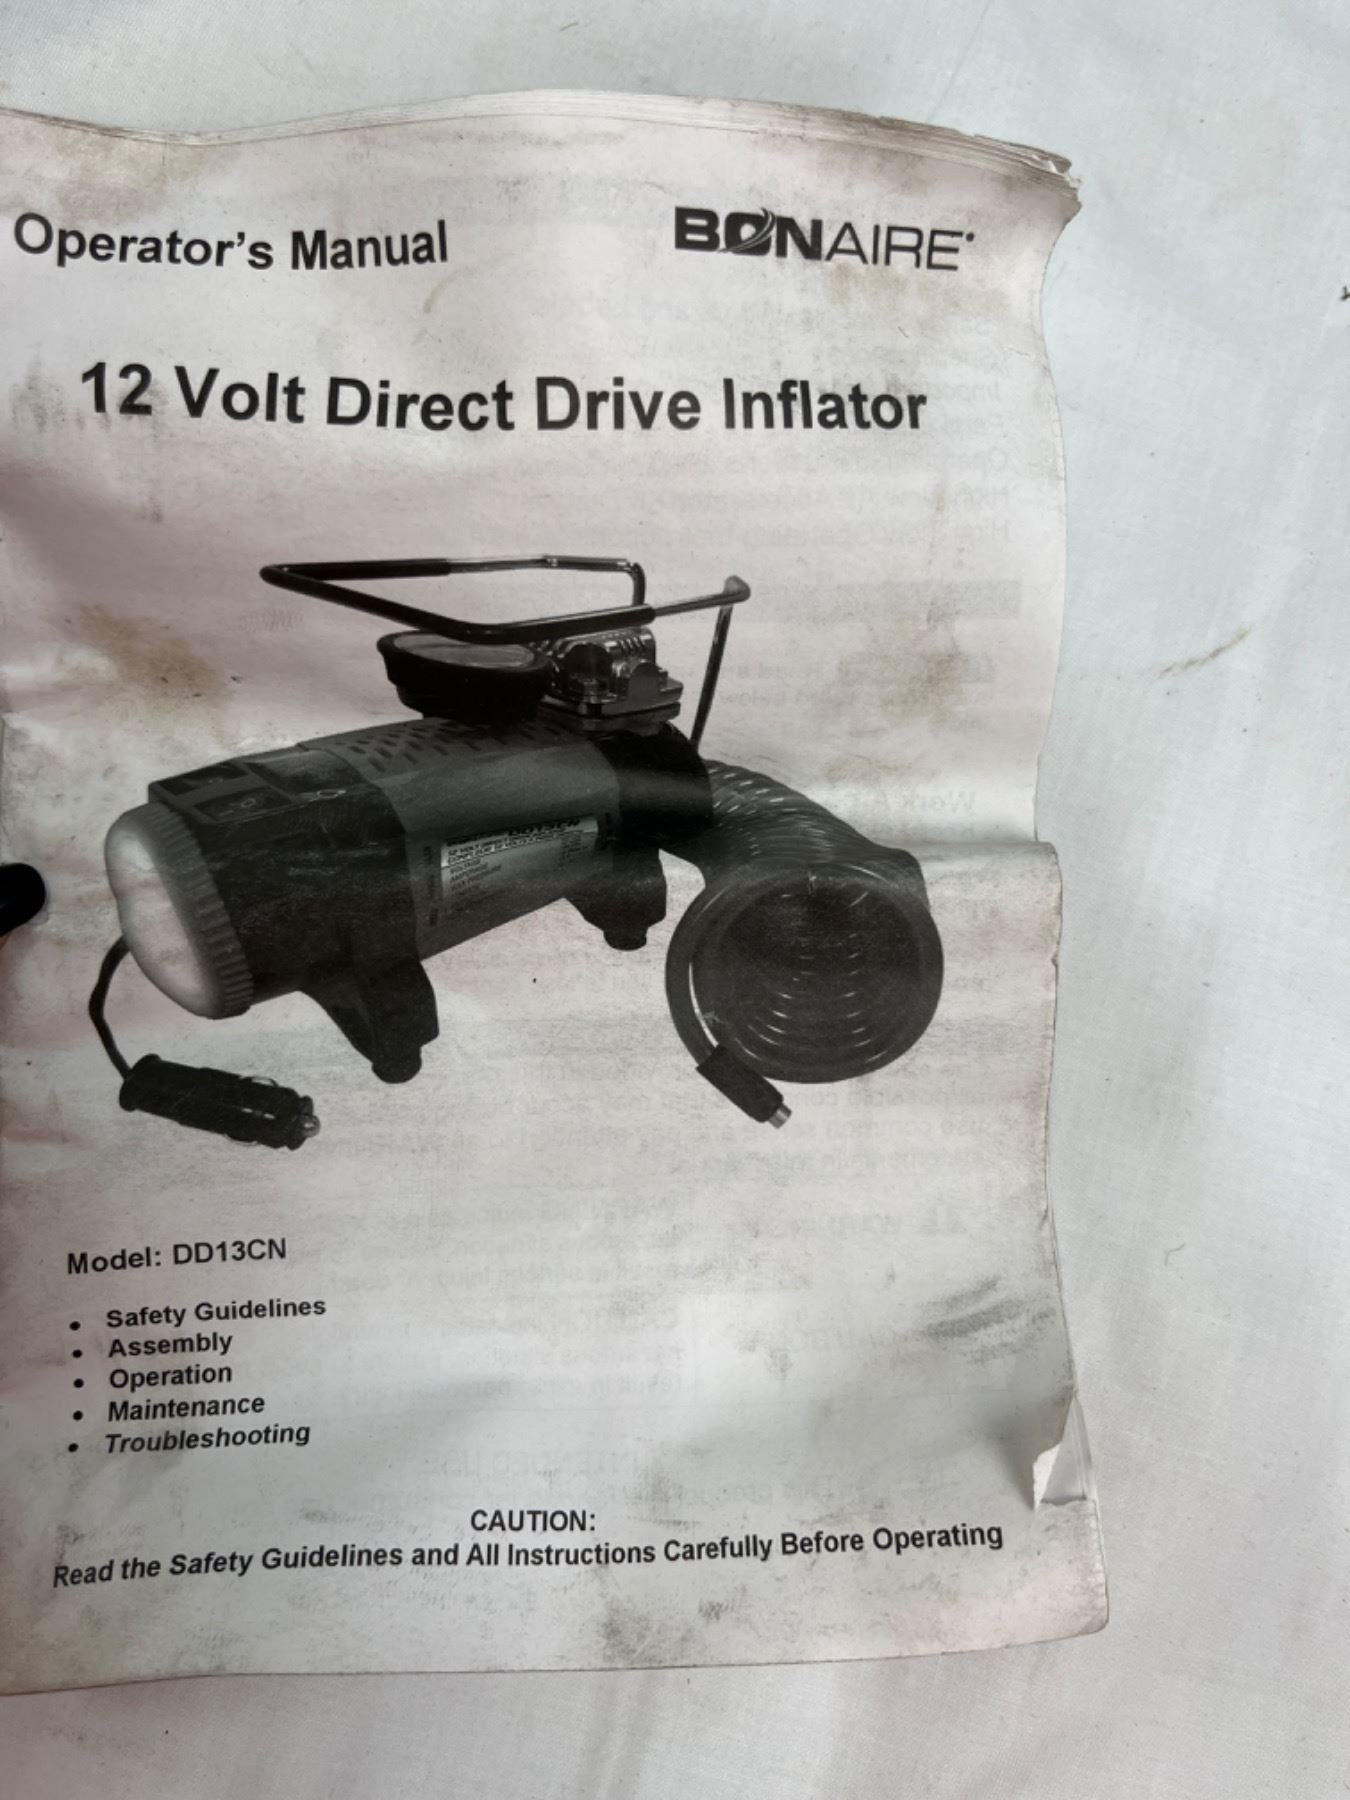 Operator's Manual
BONAIRE
12 Volt Direct Drive Inflator
DD13CN
Model: DD13CN
• Safety Guidelines
• Assembly
• Operation
• Maintenance
• Troubleshooting
CAUTION:
Read the Safety Guidelines and All Instructions Carefully Before Operating